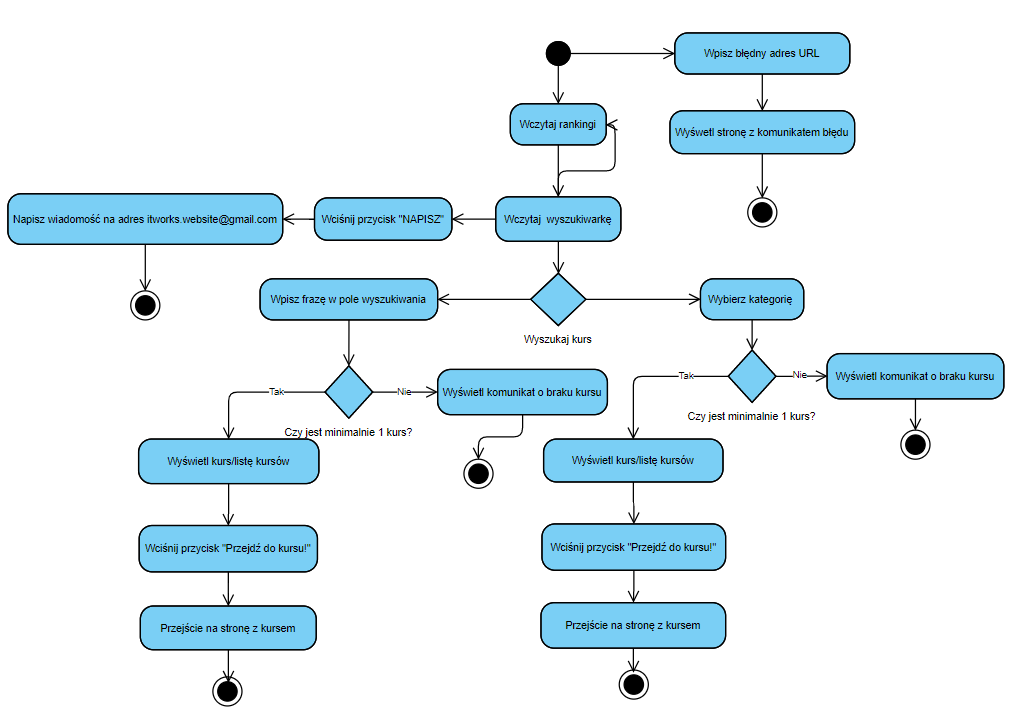 Wpisz błędny adres URL
Wczytaj rankingi
Wyśwetl stronę z komunikatem błędu
Napisz wiadomość na adres itworks.website@gmail.com
Wciśnij przycisk "NAPISZ"
Wczytaj wyszukiwarkę
Wpisz frazę w pole wyszukiwania
Wybierz kategorię
Wyszukaj kurs
Tak
Nie
Wyświetl komunikat o braku kursu
Tak
Nie
Wyświetl komunikat o braku kursu
Czy jest minimalnie 1 kurs?
Czy jest minimalnie 1 kurs?
Wyświetl kurs/listę kursów
Wyświetl kurs/listę kursów
Wciśnij przycisk "Przejdź do kursu!"
Wciśnij przycisk "Przejdź do kursu!"
Przejście na stronę z kursem
Przejście na stronę z kursem